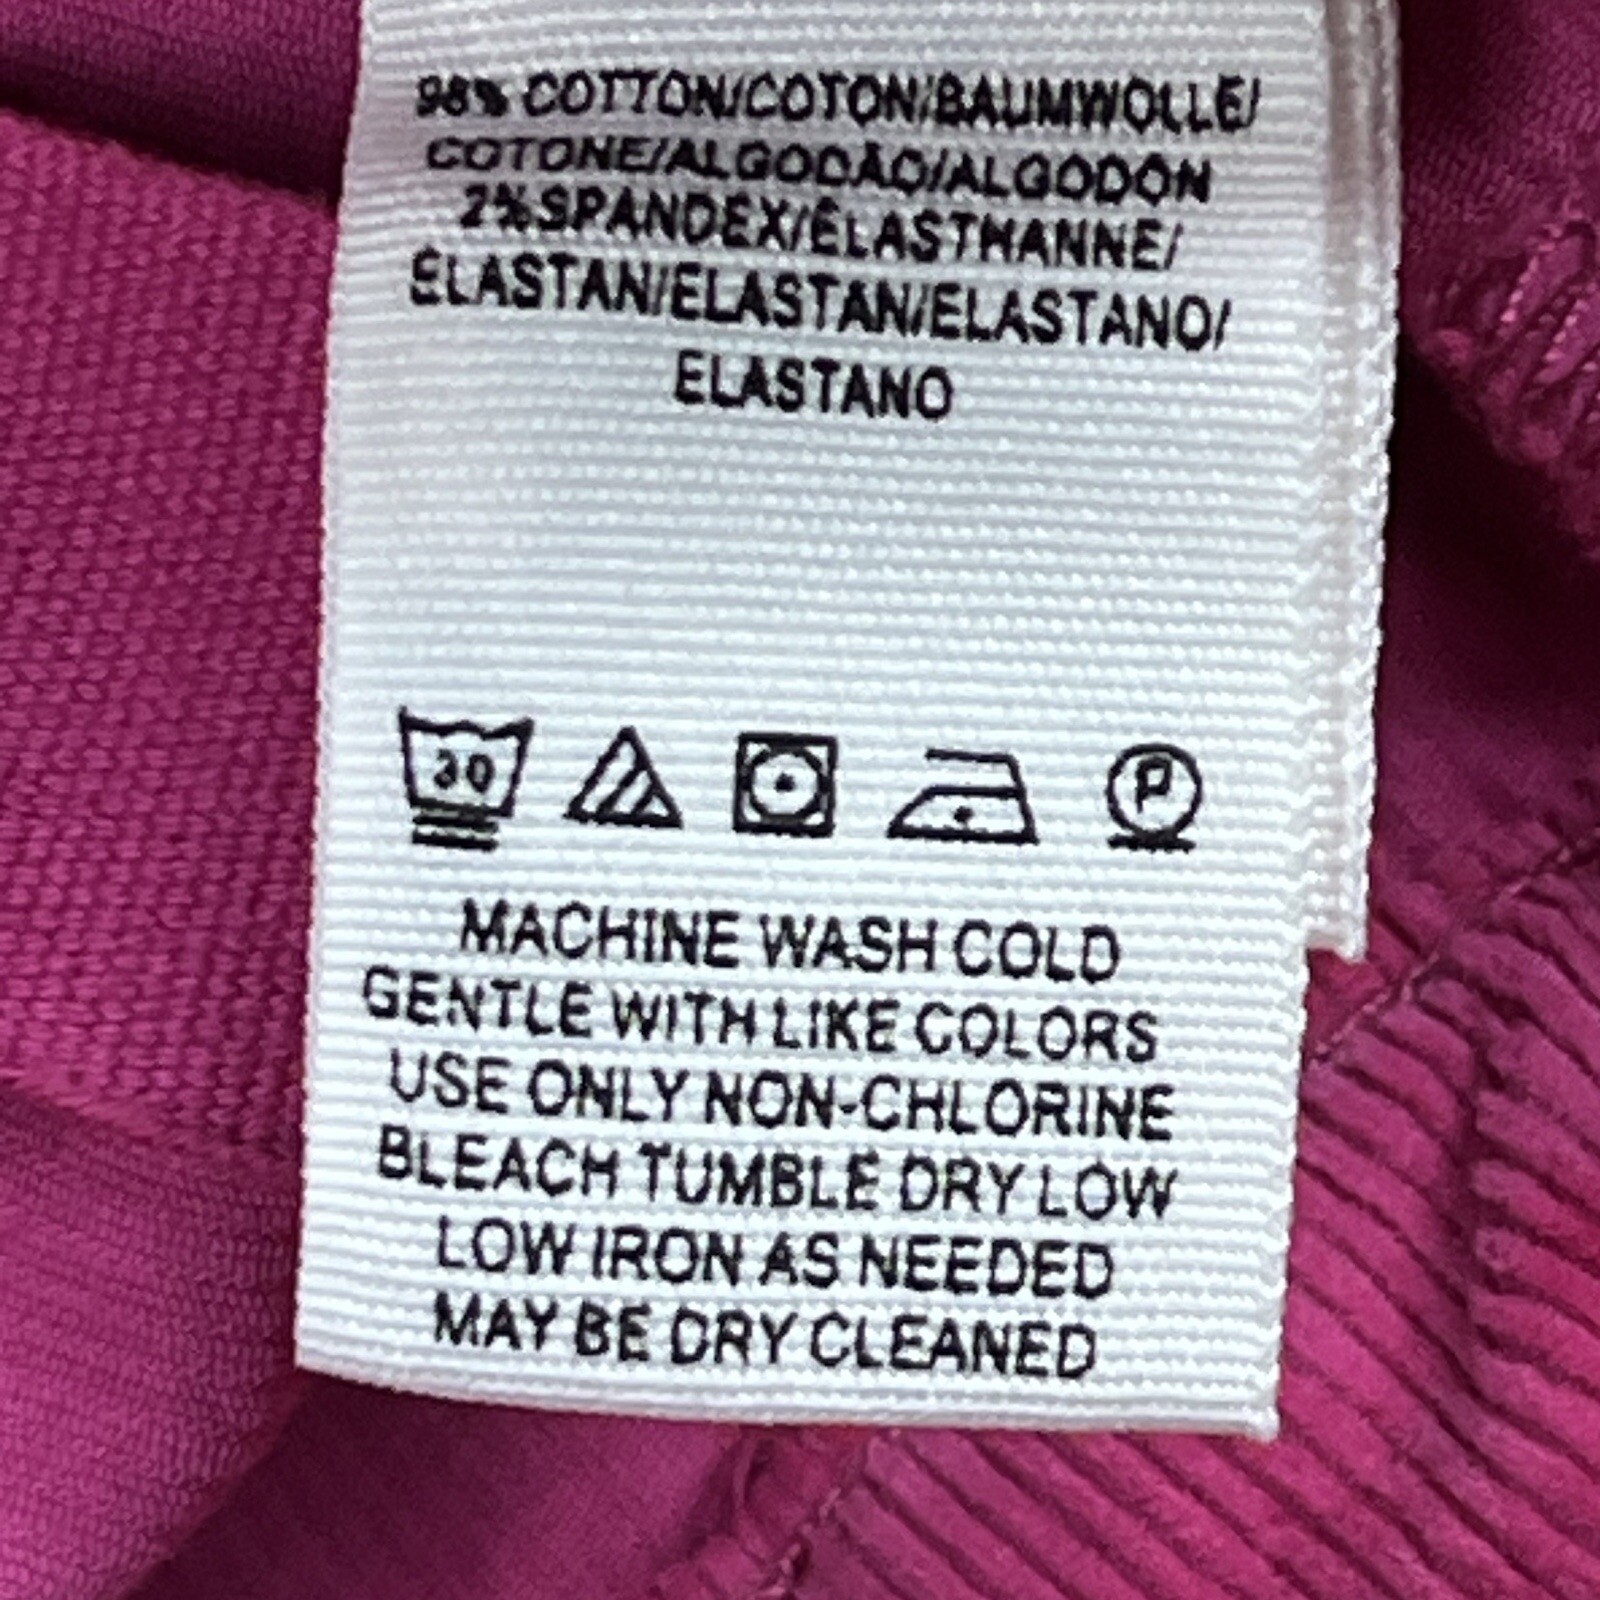 98% COTTON/COTON/BAUMWOLLE/
COTONE/ALGODÃO/ALGODÓN
2%SPANDEX/ÉLASTHANNE/
ELASTAN/ELASTAN/ELASTANO/
ELASTANO
30
P
MACHINE WASH COLD
GENTLE WITH LIKE COLORS
USE ONLY NON-CHLORINE
BLEACH TUMBLE DRY LOW
LOW IRON AS NEEDED
MAY BE DRY CLEANED